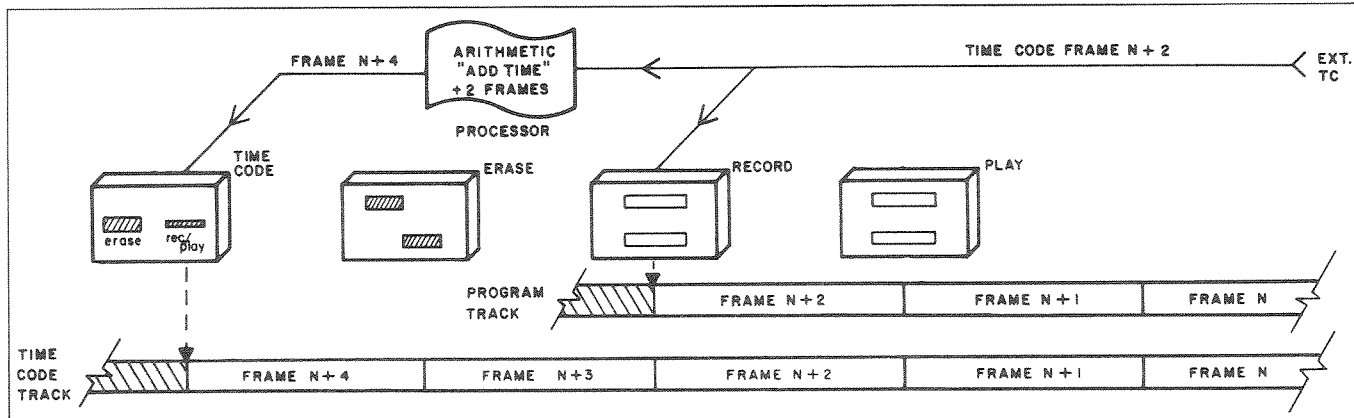 FRAME N+4
ARITHMETIC
"ADD TIME"
+2 FRAMES
PROCESSOR
TIME CODE FRAME N+2
EXT.
TC
TIME
CODE
ERASE
RECORD
PLAY
erase
rec/
play
PROGRAM
TRACK
FRAME N+2
FRAME N+1
FRAME N
TIME
CODE
TRACK
FRAME N+4
FRAME N+3
FRAME N+2
FRAME N+1
FRAME N